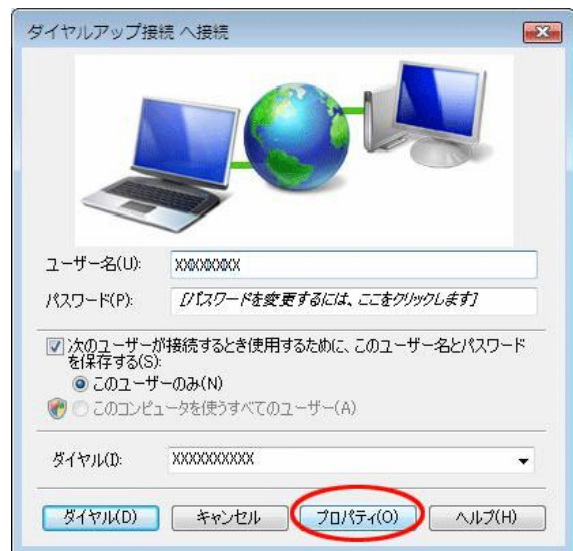 ダイヤルアップ接続 へ接続
ユーザー名(U):
XXXXXXXX
パスワード(P):
[パスワードを変更するには、ここをクリックします]
次のユーザーが接続するとき使用するために、このユーザー名とパスワード
を保存する(S):
このユーザーのみ(N)
このコンピュータを使うすべてのユーザー(A)
ダイヤル(I):
XXXXXXXXXX
ダイヤル(D)
キャンセル
プロパティ(O)
ヘルプ(H)